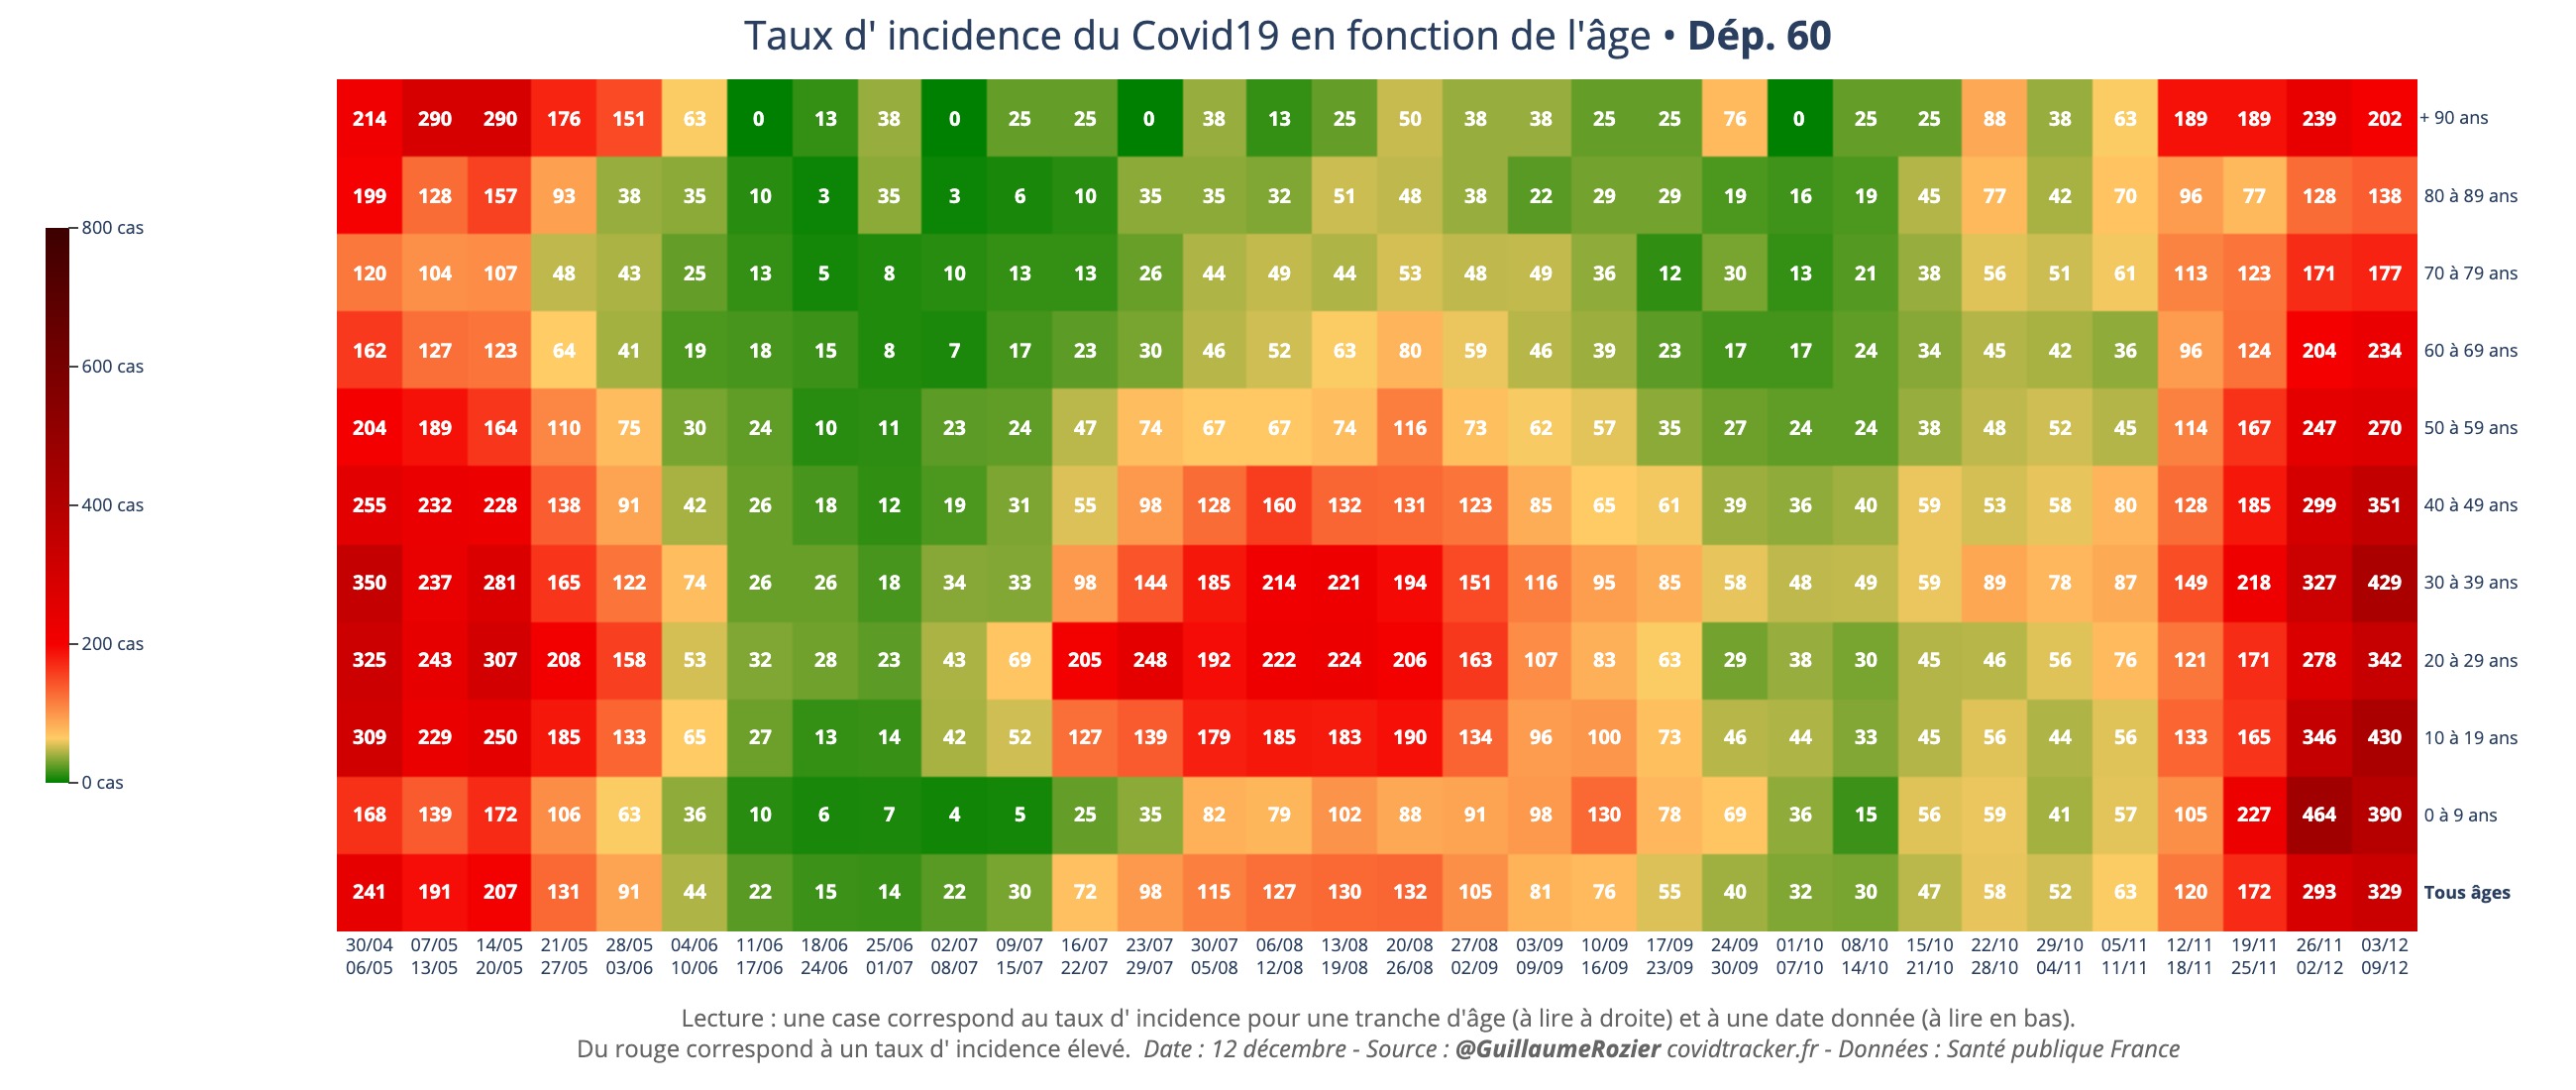 Taux d' incidence du Covid19 en fonction de l'âge • Dép. 60
800 cas
600 cas
400 cas
200 cas
0 cas
214 290 290 176 151 63 0 13 38 0 25 25 0 38 13 25 50 38 38 25 25 76 0 25 25 88 38 63 189 189 239 202 + 90 ans
199 128 157 93 38 35 10 3 35 3 6 10 35 35 32 51 48 38 22 29 29 19 16 19 45 77 42 70 96 77 128 138 80 à 89 ans
120 104 107 48 43 25 13 5 8 10 13 13 26 44 49 44 53 48 49 36 12 30 13 21 38 56 51 61 113 123 171 177 70 à 79 ans
162 127 123 64 41 19 18 15 8 7 17 23 30 46 52 63 80 59 46 39 23 17 17 24 34 45 42 36 96 124 204 234 60 à 69 ans
204 189 164 110 75 30 24 10 11 23 24 47 74 67 67 74 116 73 62 57 35 27 24 24 38 48 52 45 114 167 247 270 50 à 59 ans
255 232 228 138 91 42 26 18 12 19 31 55 98 128 160 132 131 123 85 65 61 39 36 40 59 53 58 80 128 185 299 351 40 à 49 ans
350 237 281 165 122 74 26 26 18 34 33 98 144 185 214 221 194 151 116 95 85 58 48 49 59 89 78 87 149 218 327 429 30 à 39 ans
325 243 307 208 158 53 32 28 23 43 69 205 248 192 222 224 206 163 107 83 63 29 38 30 45 46 56 76 121 171 278 342 20 à 29 ans
309 229 250 185 133 65 27 13 14 42 52 127 139 179 185 183 190 134 96 100 73 46 44 33 45 56 44 56 133 165 346 430 10 à 19 ans
168 139 172 106 63 36 10 6 7 4 5 25 35 82 79 102 88 91 98 130 78 69 36 15 56 59 41 57 105 227 464 390 0 à 9 ans
241 191 207 131 91 44 22 15 14 22 30 72 98 115 127 130 132 105 81 76 55 40 32 30 47 58 52 63 120 172 293 329 Tous âges
30/04 07/05 14/05 21/05 28/05 04/06 11/06 18/06 25/06 02/07 09/07 16/07 23/07 30/07 06/08 13/08 20/08 27/08 03/09 10/09 17/09 24/09 01/10 08/10 15/10 22/10 29/10 05/11 12/11 19/11 26/11 03/12
06/05 13/05 20/05 27/05 03/06 10/06 17/06 24/06 01/07 08/07 15/07 22/07 29/07 05/08 12/08 19/08 26/08 02/09 09/09 16/09 23/09 30/09 07/10 14/10 21/10 28/10 04/11 11/11 18/11 25/11 02/12 09/12
Lecture : une case correspond au taux d' incidence pour une tranche d'âge (à lire à droite) et à une date donnée (à lire en bas).
Du rouge correspond à un taux d' incidence élevé. Date : 12 décembre - Source : @GuillaumeRozier covidtracker.fr - Données : Santé publique France